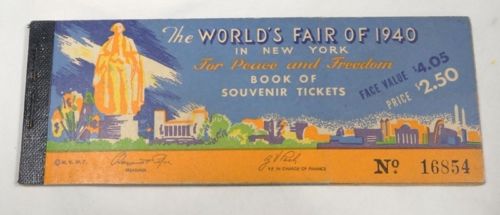 The WORLD'S FAIR OF 1940
IN NEW YORK
For Peace and Freedom
BOOK OF
SOUVENIR TICKETS
FACE VALUE $4.05
PRICE $2.50
TREASURER
V.P. IN CHARGE OF FINANCE
Nº 16854